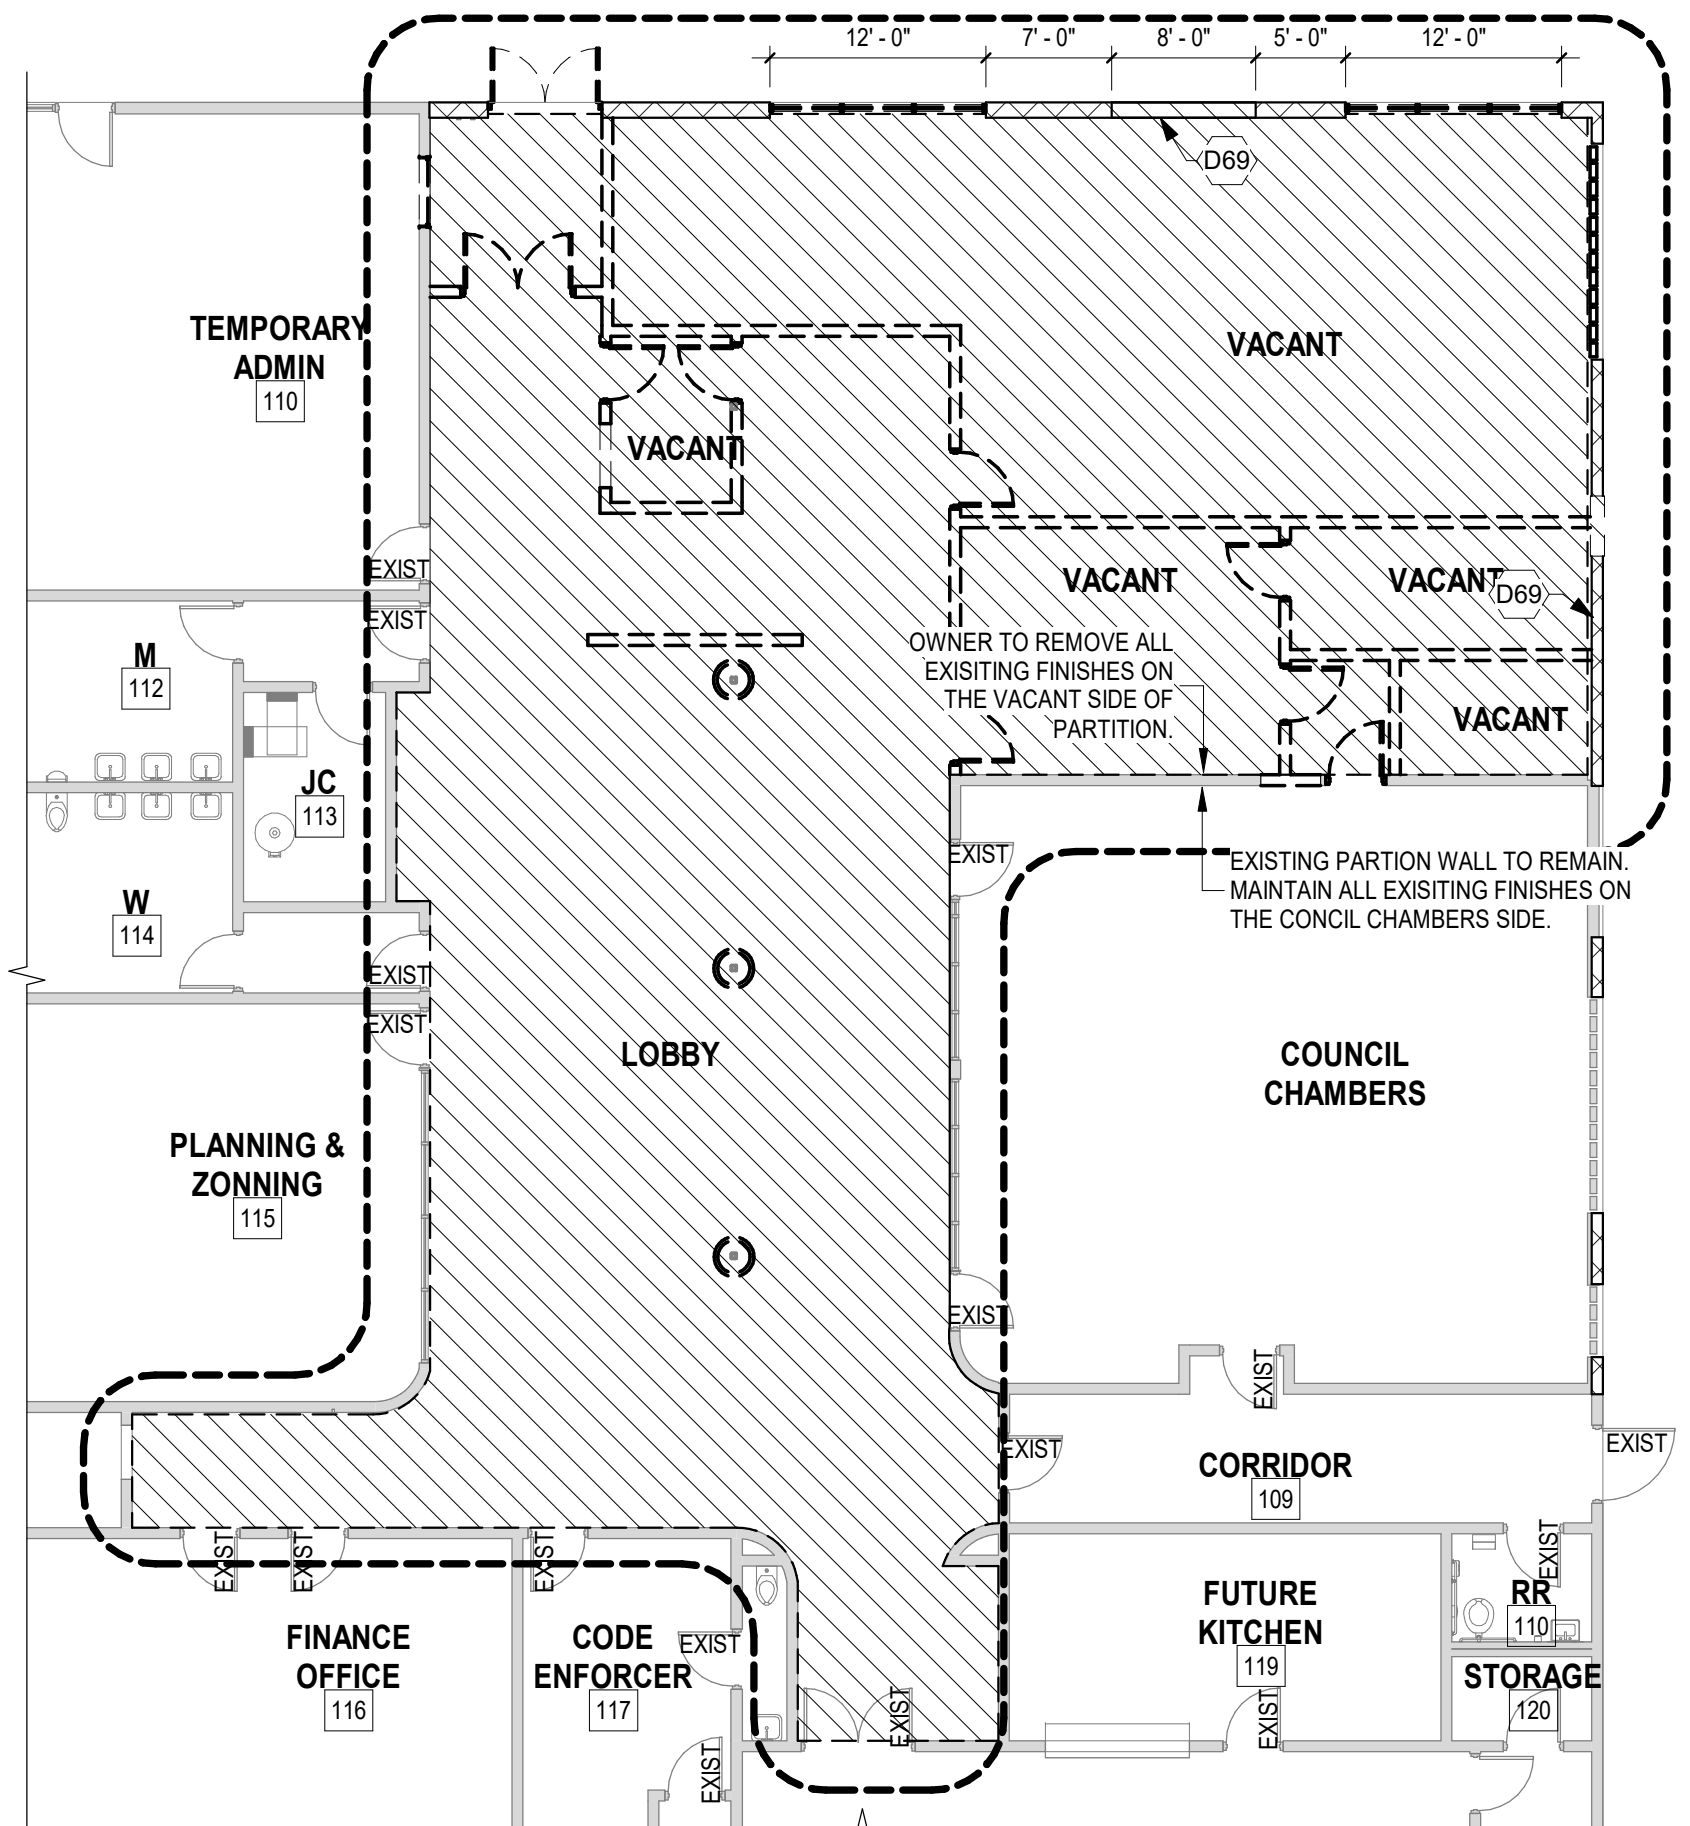 12' - 0"
7' - 0"
8' - 0"
5' - 0"
12' - 0"
D69
TEMPORARY
ADMIN
110
VACANT
VACANT
EXIST
EXIST
VACANT
VACANT
D69
M
112
OWNER TO REMOVE ALL
EXISITING FINISHES ON
THE VACANT SIDE OF
PARTITION.
VACANT
JC
113
EXIST
EXISTING PARTION WALL TO REMAIN.
MAINTAIN ALL EXISITING FINISHES ON
THE CONCIL CHAMBERS SIDE.
W
114
EXIST
EXIST
LOBBY
COUNCIL
CHAMBERS
PLANNING &
ZONNING
115
EXIST
EXIST
EXIST
CORRIDOR
109
EXIST
EXIST
EXIST
EXIST
EXIST
FINANCE
OFFICE
116
CODE
ENFORCER
117
EXIST
FUTURE
KITCHEN
119
RR
110
STORAGE
120
EXIST
EXIST
EXIST